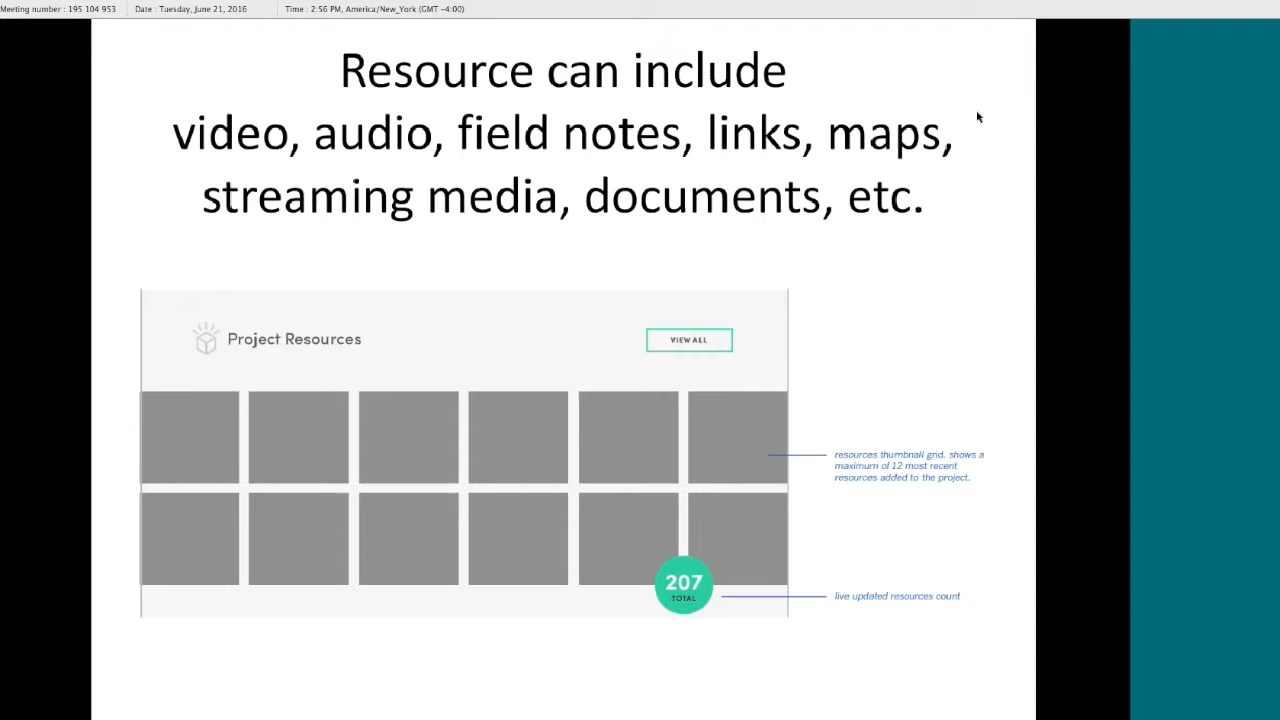 Meeting number : 195 104 953 Date : Tuesday, June 21, 2016 Time : 2:56 PM, America/New_York (GMT -4:00)
Resource can include
video, audio, field notes, links, maps,
streaming media, documents, etc.
Project Resources
VIEW ALL
resources thumbnail grid. shows a
maximum of 12 most recent
resources added to the project.
207
TOTAL
live updated resources count